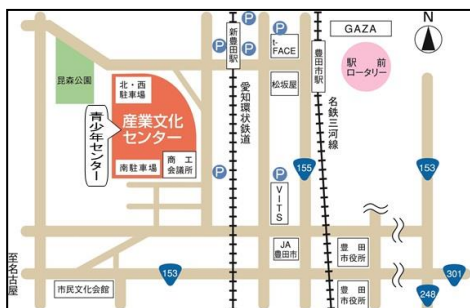 N
GAZA
t-
FACE
新豊田駅
豊田市駅
駅前
ロータリー
昆森公園
北・西
駐車場
松坂屋
愛知環状鉄道
名鉄三河線
産業文化
センター
青少年センター
南駐車場
商工
会議所
155
153
VITS
JA
豊田市
豊田
市役所
至名古屋
市民文化会館
153
豊田
市役所
301
248
P
P
P
P
P
P
P